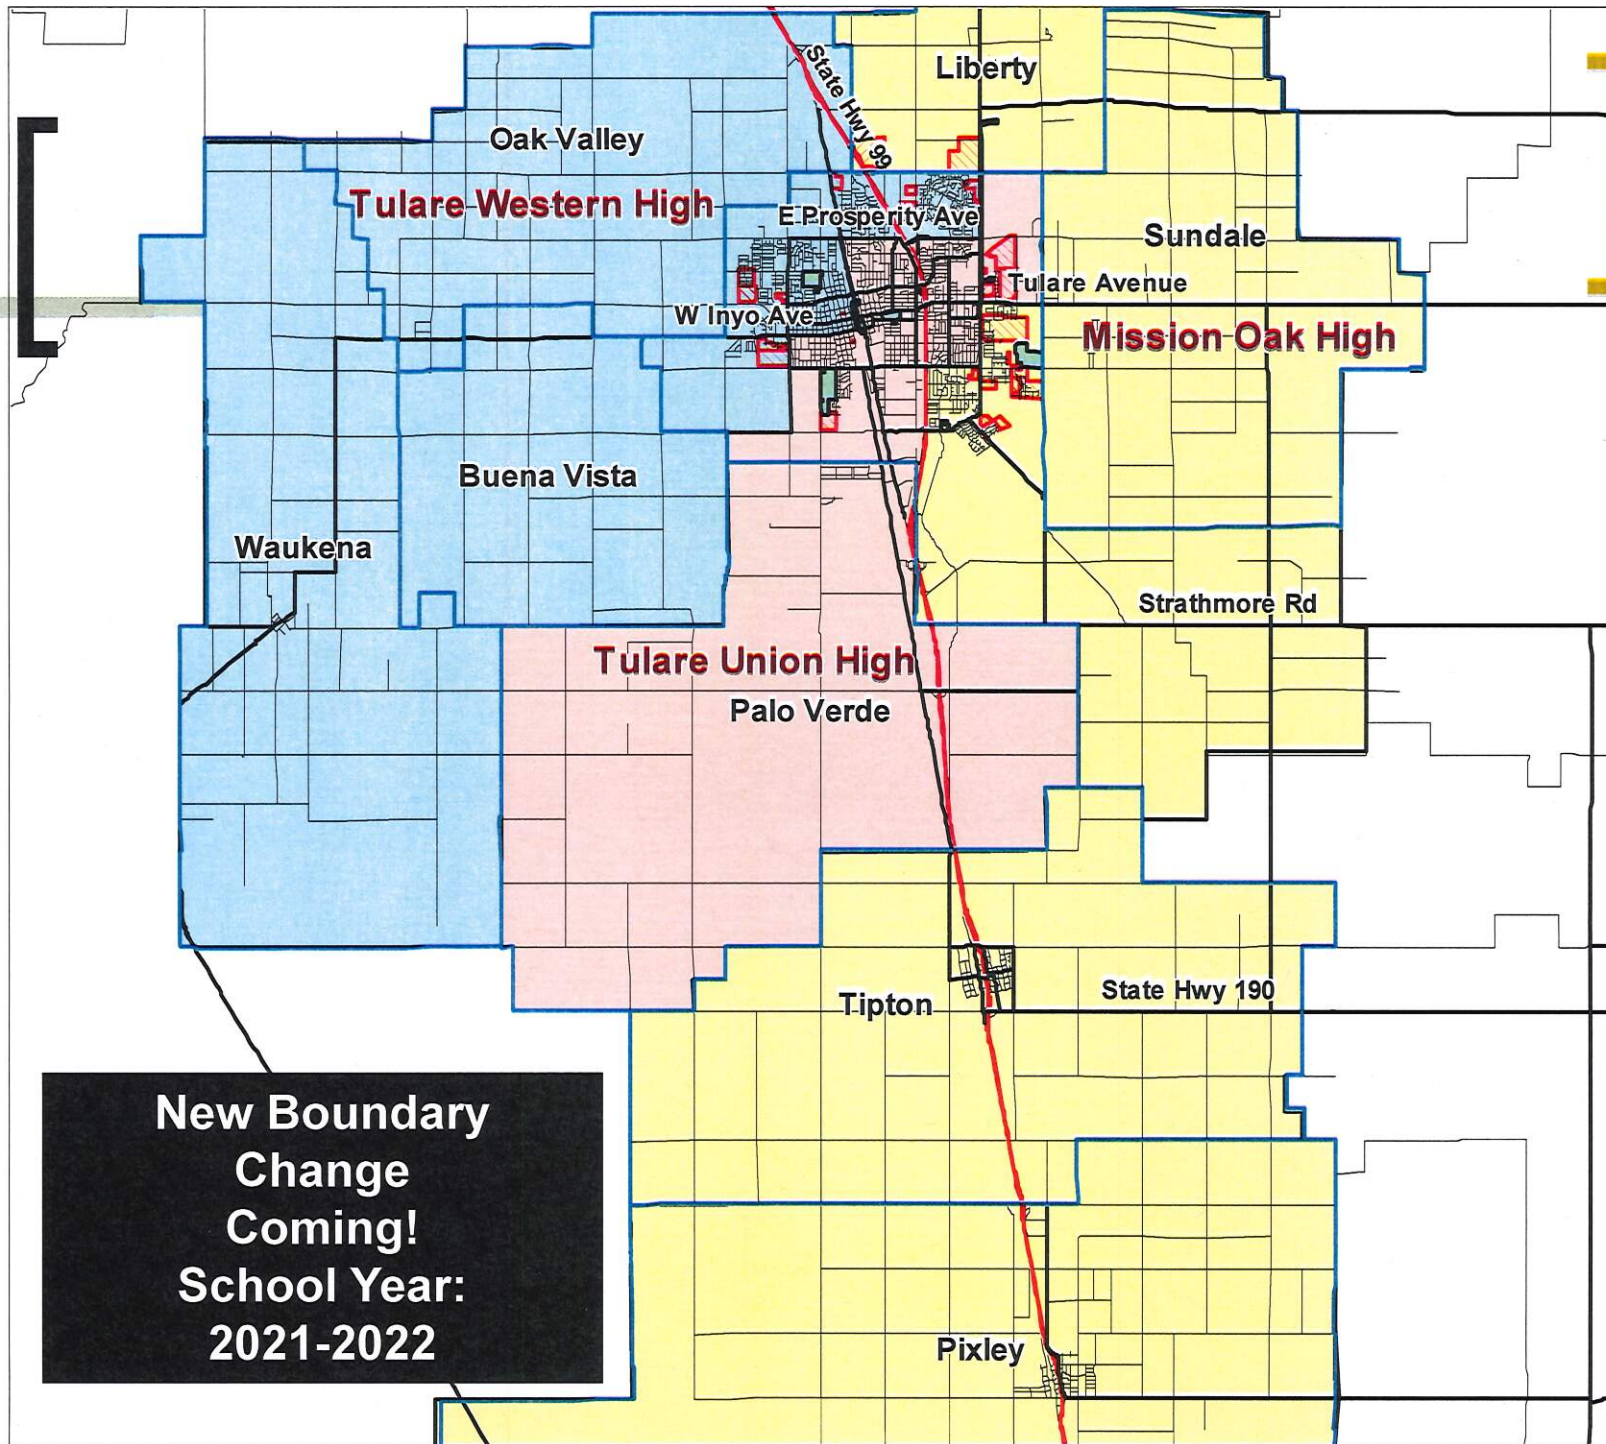 Liberty
State Hwy 99
Oak Valley
Tulare Western High
E Prosperity Ave
Sundale
Tulare Avenue
W Inyo Ave
Mission Oak High
Buena Vista
Waukena
Strathmore Rd
Tulare Union High
Palo Verde
Tipton
State Hwy 190
New Boundary
Change
Coming!
School Year:
2021-2022
Pixley